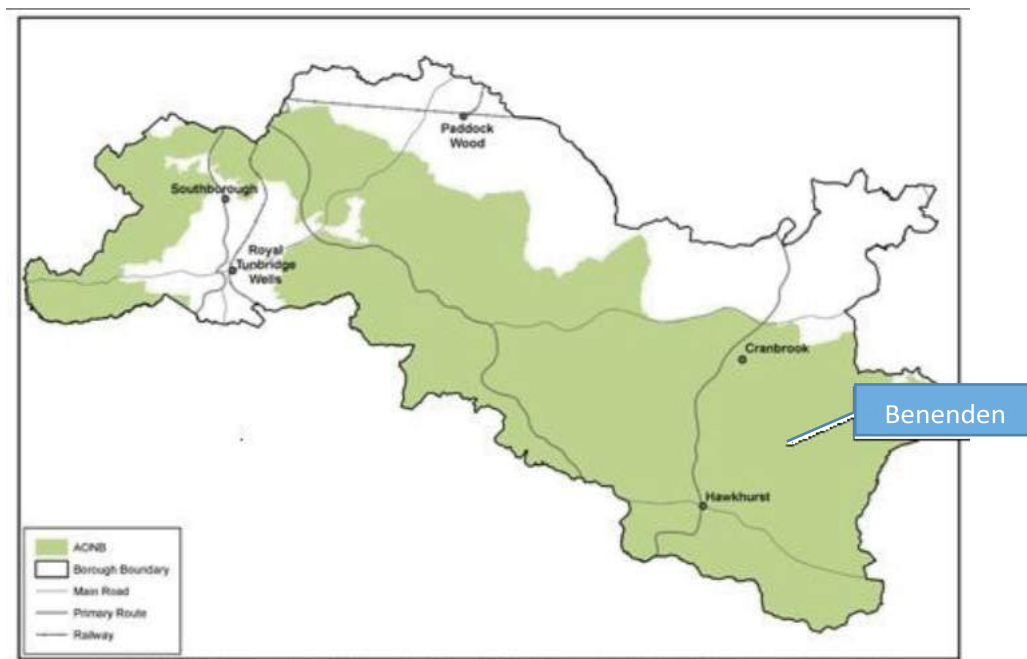 Paddock
Wood
Southborough
Royal
Tunbridge
Wells
Cranbrook
Benenden
Hawkhurst
AONB
Borough Boundary
Main Road
Primary Route
Railway